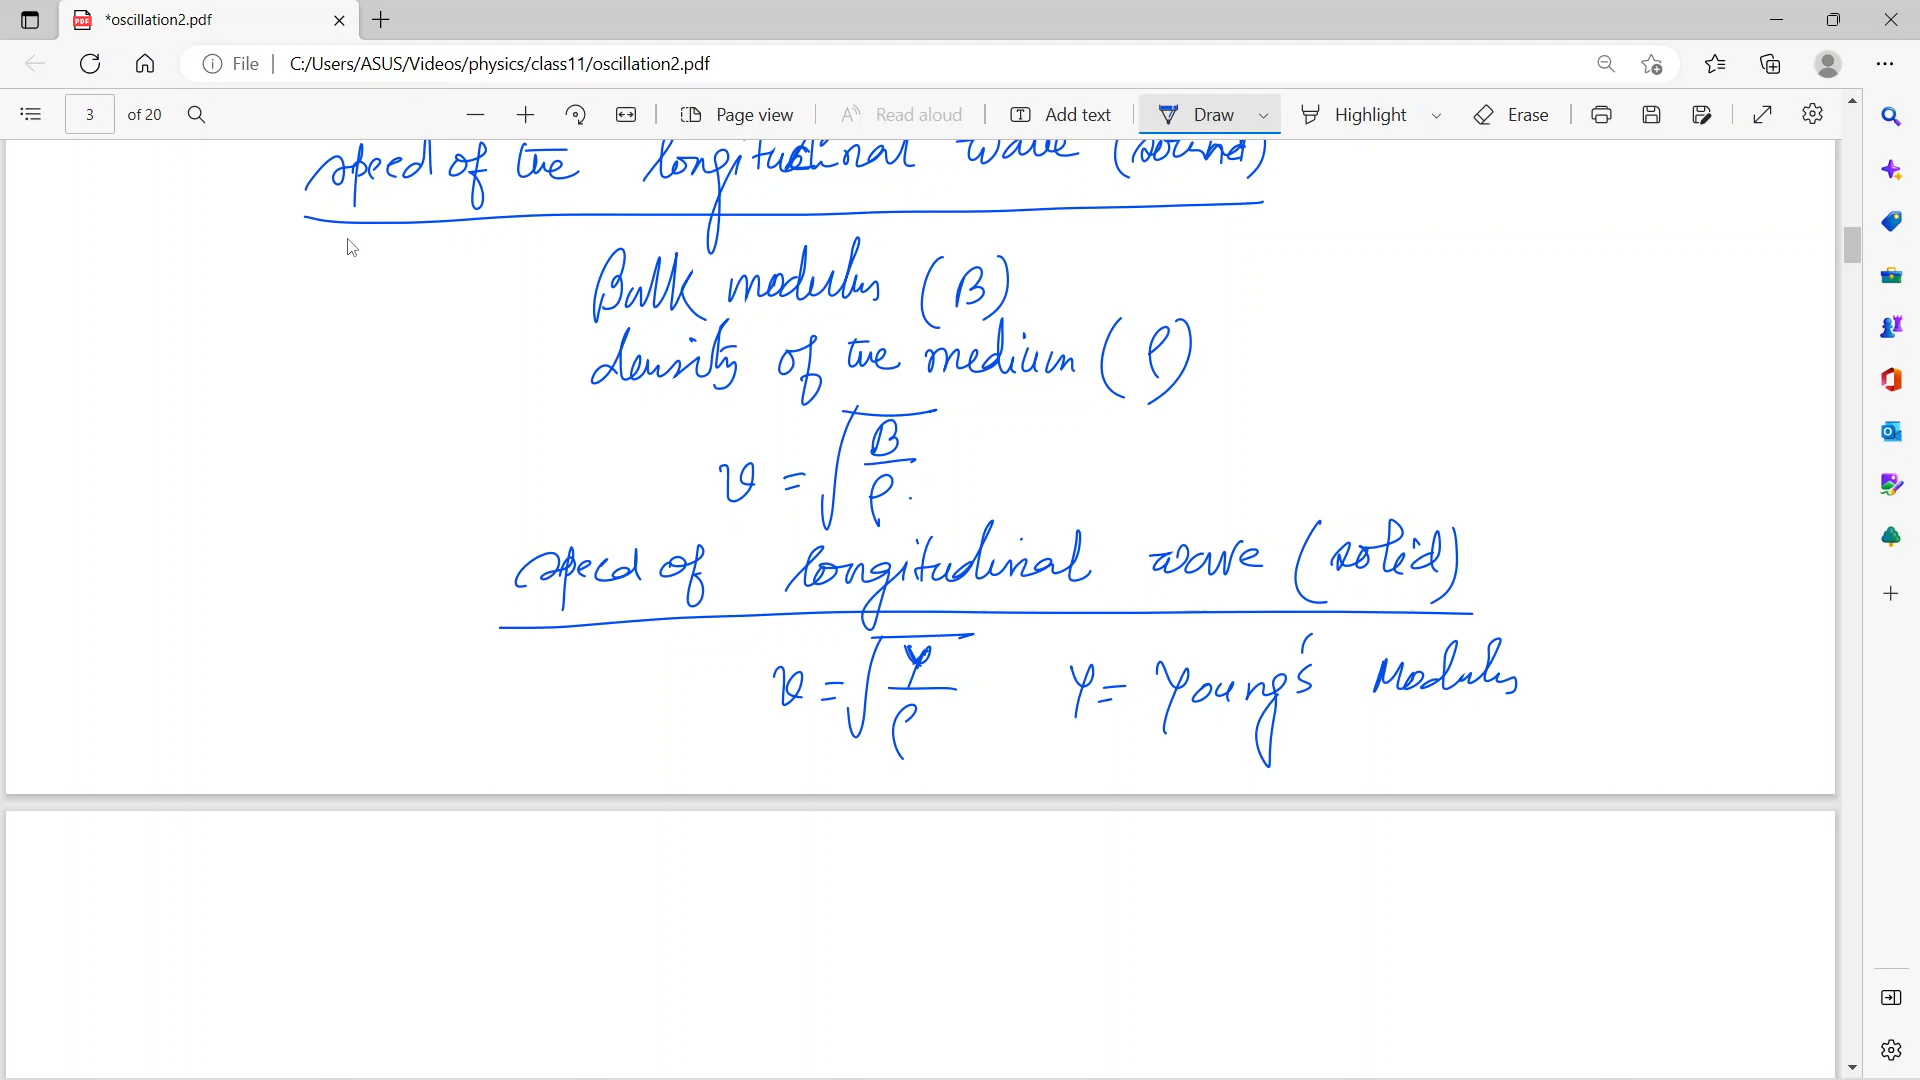 *oscillation2.pdf
File | C:/Users/ASUS/Videos/physics/class11/oscillation2.pdf
3 of 20 Page view Read aloud Add text Draw Highlight Erase
speed of the longitudinal wave (sound)
Bulk modulus (B)
density of the medium (ρ)
v = √B/ρ.
speed of longitudinal wave (solid)
v = √Y/ρ Y = Young's Modulus